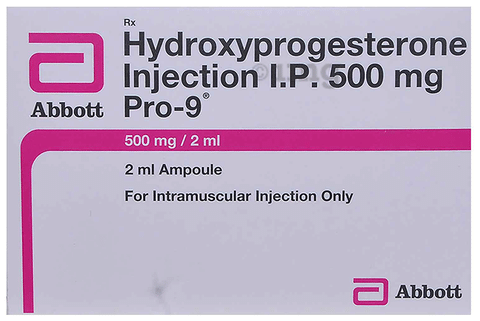 Rx
Hydroxyprogesterone
Injection I.P. 500 mg
Pro-9®
Abbott
500 mg / 2 ml
2 ml Ampoule
For Intramuscular Injection Only
Abbott